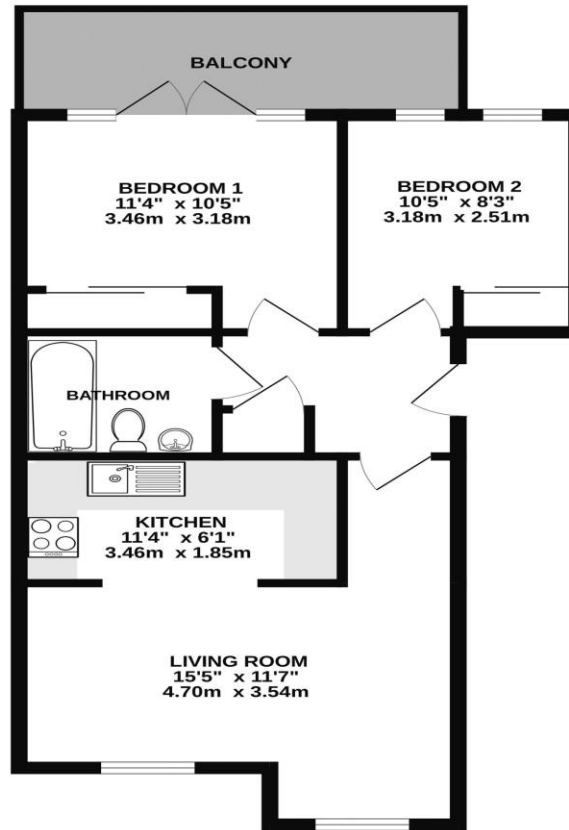 BALCONY
BEDROOM 1
11'4" x 10'5"
3.46m x 3.18m
BEDROOM 2
10'5" x 8'3"
3.18m x 2.51m
BATHROOM
KITCHEN
11'4" x 6'1"
3.46m x 1.85m
LIVING ROOM
15'5" x 11'7"
4.70m x 3.54m